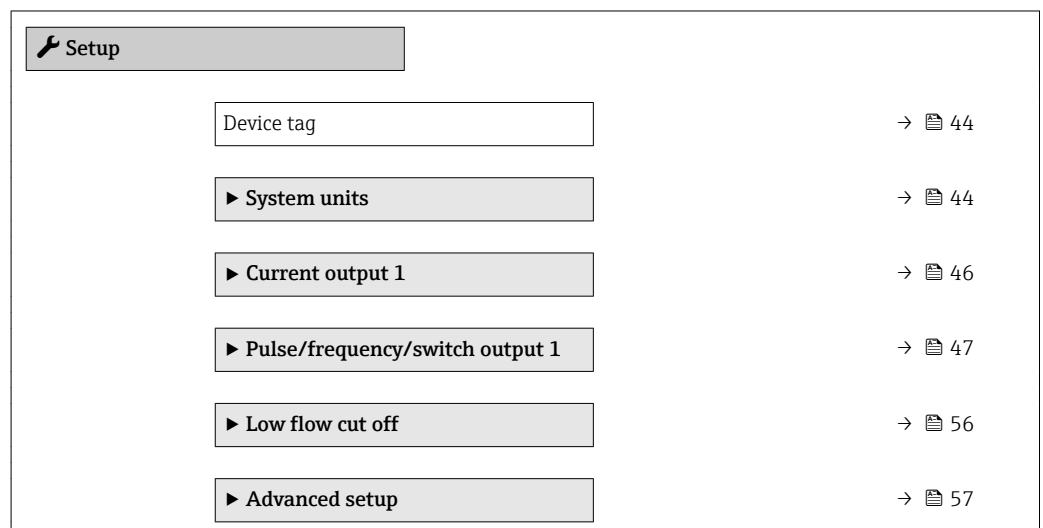 Setup
Device tag → 44
▶ System units → 44
▶ Current output 1 → 46
▶ Pulse/frequency/switch output 1 → 47
▶ Low flow cut off → 56
▶ Advanced setup → 57